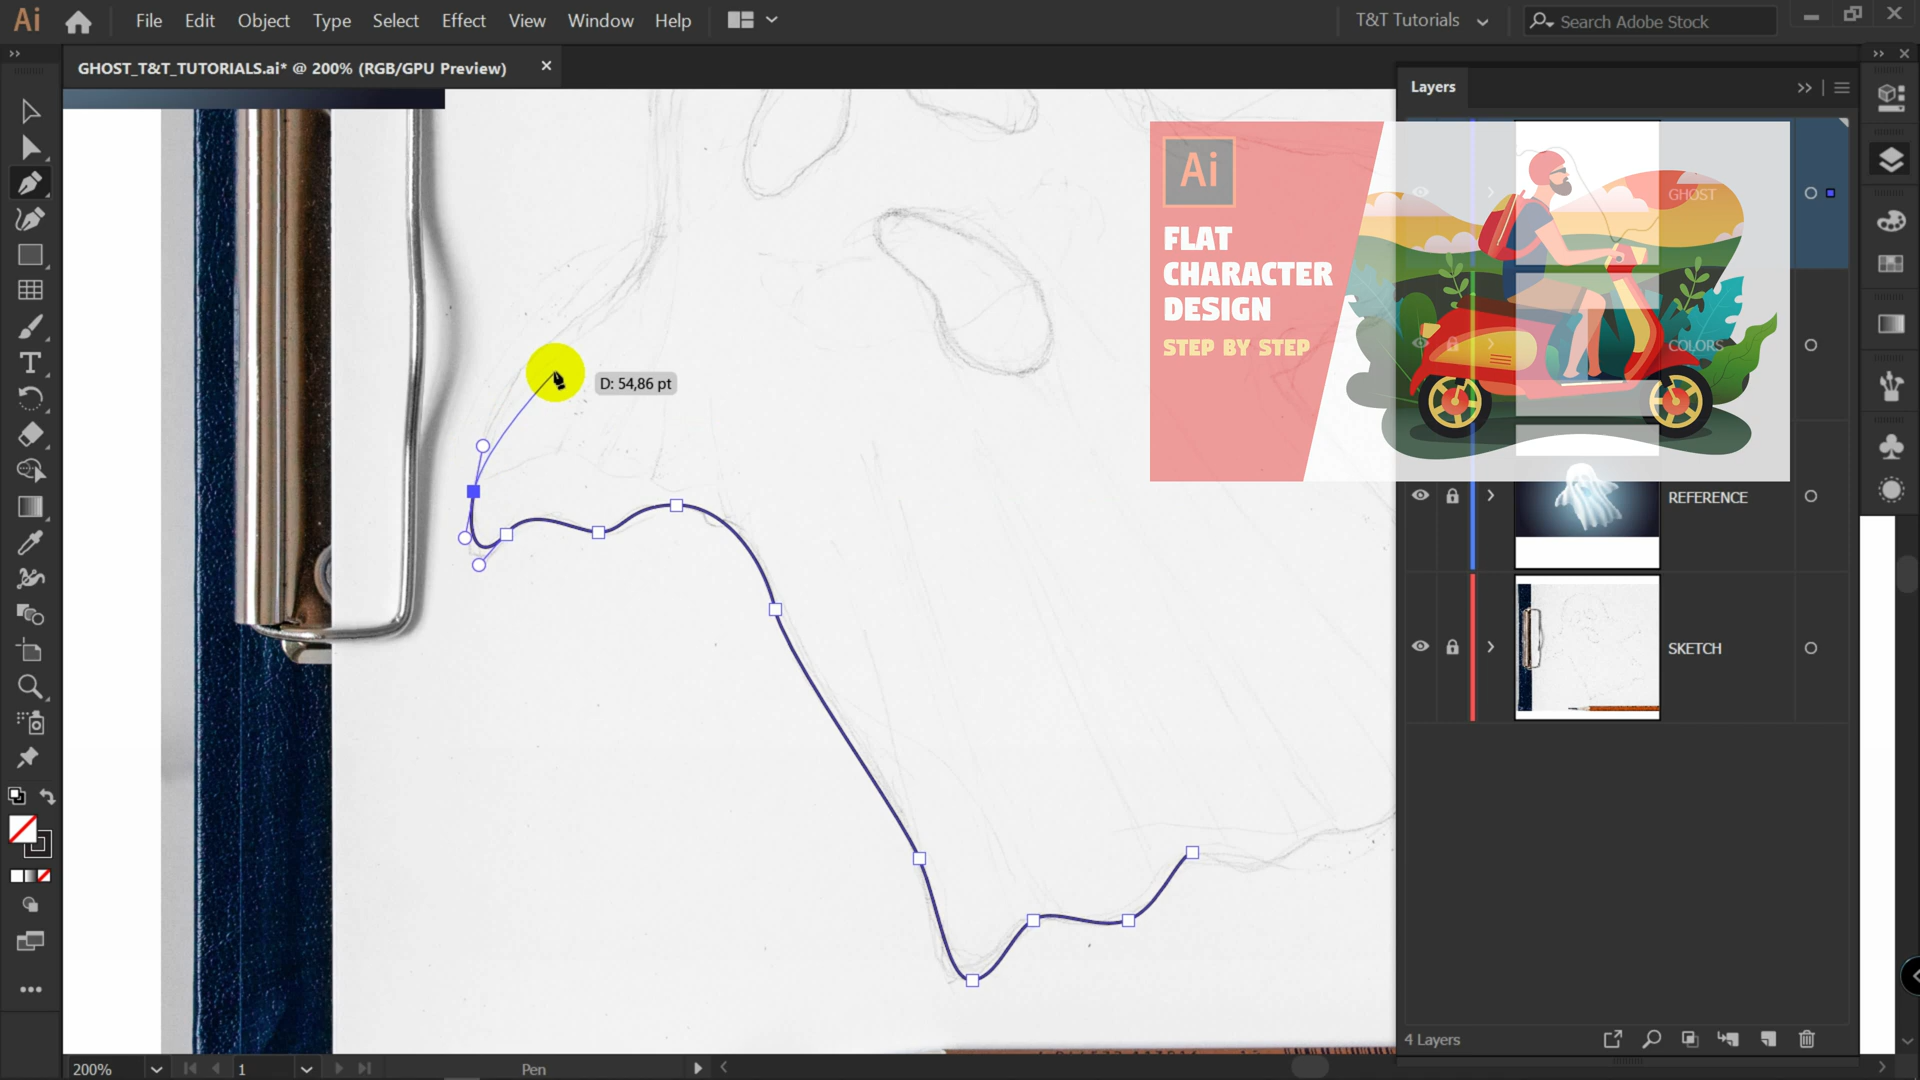 Ai
File Edit Object Type Select Effect View Window Help
T&T Tutorials
Search Adobe Stock
GHOST_T&T_TUTORIALS.ai* @ 200% (RGB/GPU Preview)
Layers
Ai
FLAT
CHARACTER
DESIGN
STEP BY STEP
GHOST
COLORS
D: 54,86 pt
REFERENCE
SKETCH
4 Layers
200%
1
Pen